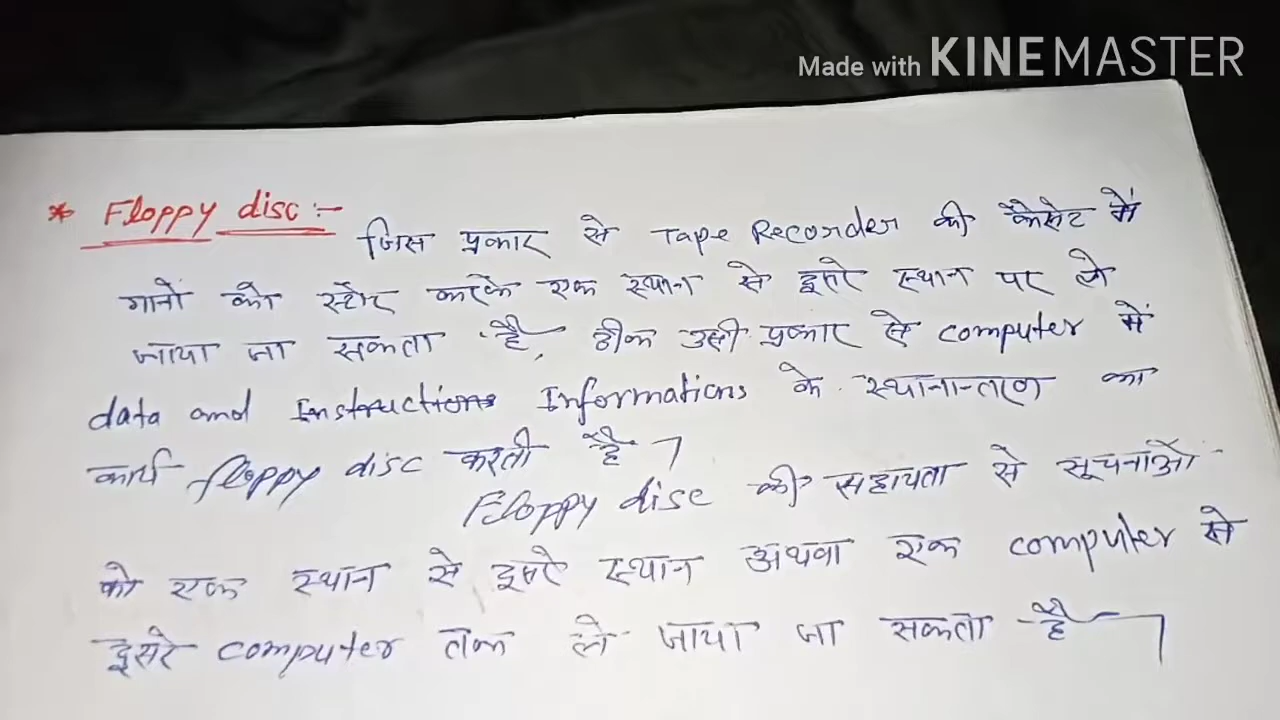 Made with KINEMASTER
* Floppy disc :-
जिस प्रकार से Tape Recorder की कैसेट में
गानो को स्टोर करके एक स्थान से दूसरे स्थान पर ले
जाया जा सकता है, ठीक उसी प्रकार से computer में
data and Instructions Informations के स्थानान्तरण का
कार्य floppy disc करती है ।
Floppy disc की सहायता से सूचनाओं
को एक स्थान से दूसरे स्थान अथवा एक computer से
दूसरे computer तक ले जाया जा सकता है ।